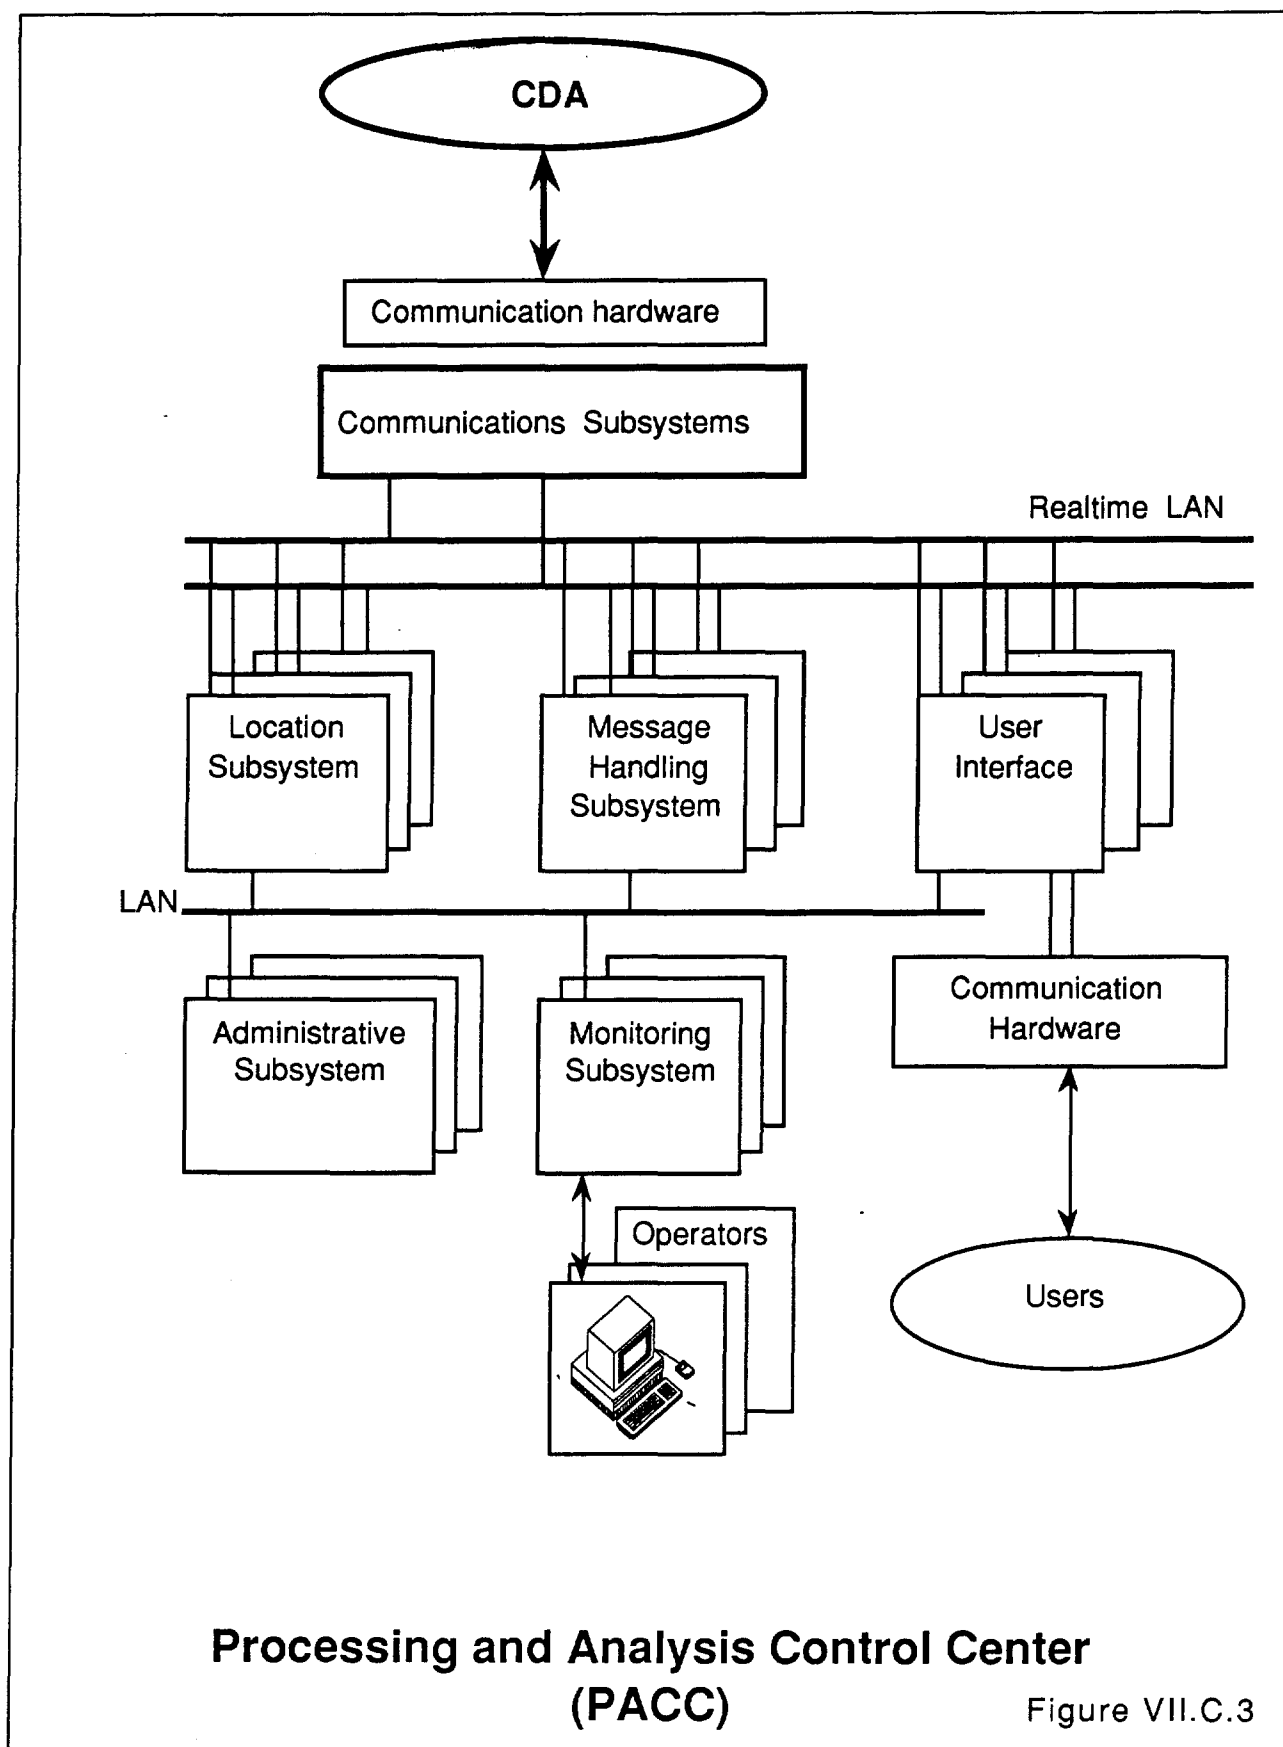 CDA
Communication hardware
Communications Subsystems
Realtime LAN
Location
Subsystem
Message
Handling
Subsystem
User
Interface
LAN
Administrative
Subsystem
Monitoring
Subsystem
Communication
Hardware
Operators
Users
Processing and Analysis Control Center
(PACC)
Figure VII.C.3